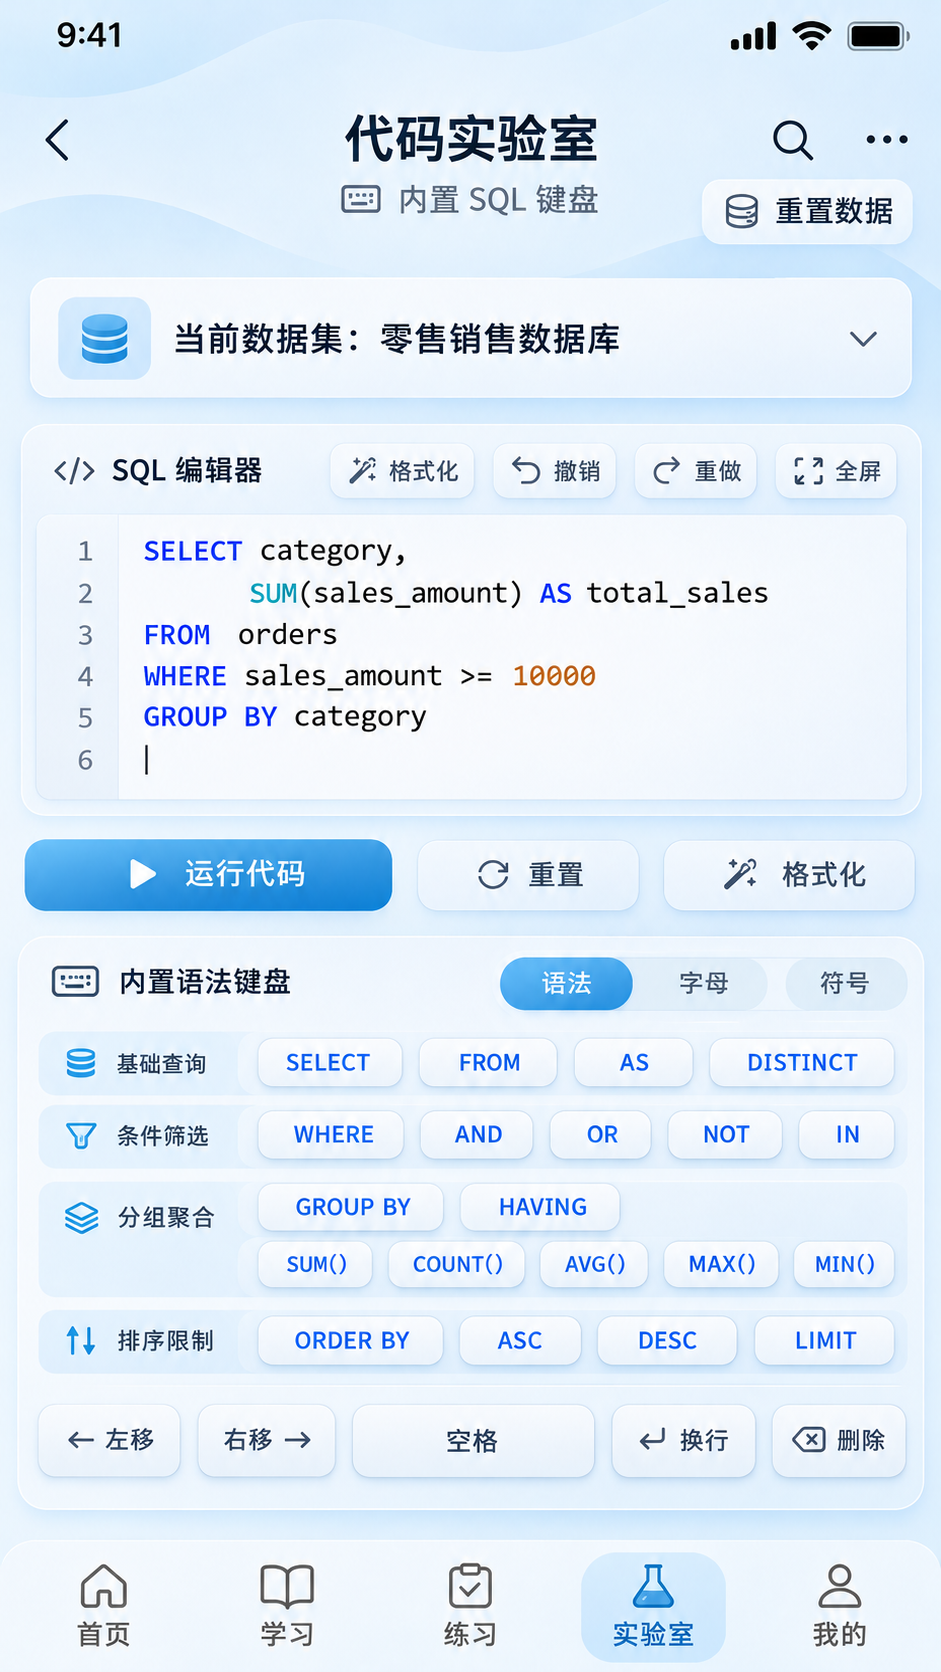 9:41
代码实验室
内置 SQL 键盘
重置数据
当前数据集：零售销售数据库
</> SQL 编辑器 格式化 撤销 重做 全屏
1 SELECT category,
2 SUM(sales_amount) AS total_sales
3 FROM orders
4 WHERE sales_amount >= 10000
5 GROUP BY category
6
运行代码 重置 格式化
内置语法键盘 语法 字母 符号
基础查询 SELECT FROM AS DISTINCT
条件筛选 WHERE AND OR NOT IN
分组聚合 GROUP BY HAVING
SUM() COUNT() AVG() MAX() MIN()
排序限制 ORDER BY ASC DESC LIMIT
← 左移 右移 → 空格 换行 删除
首页 学习 练习 实验室 我的